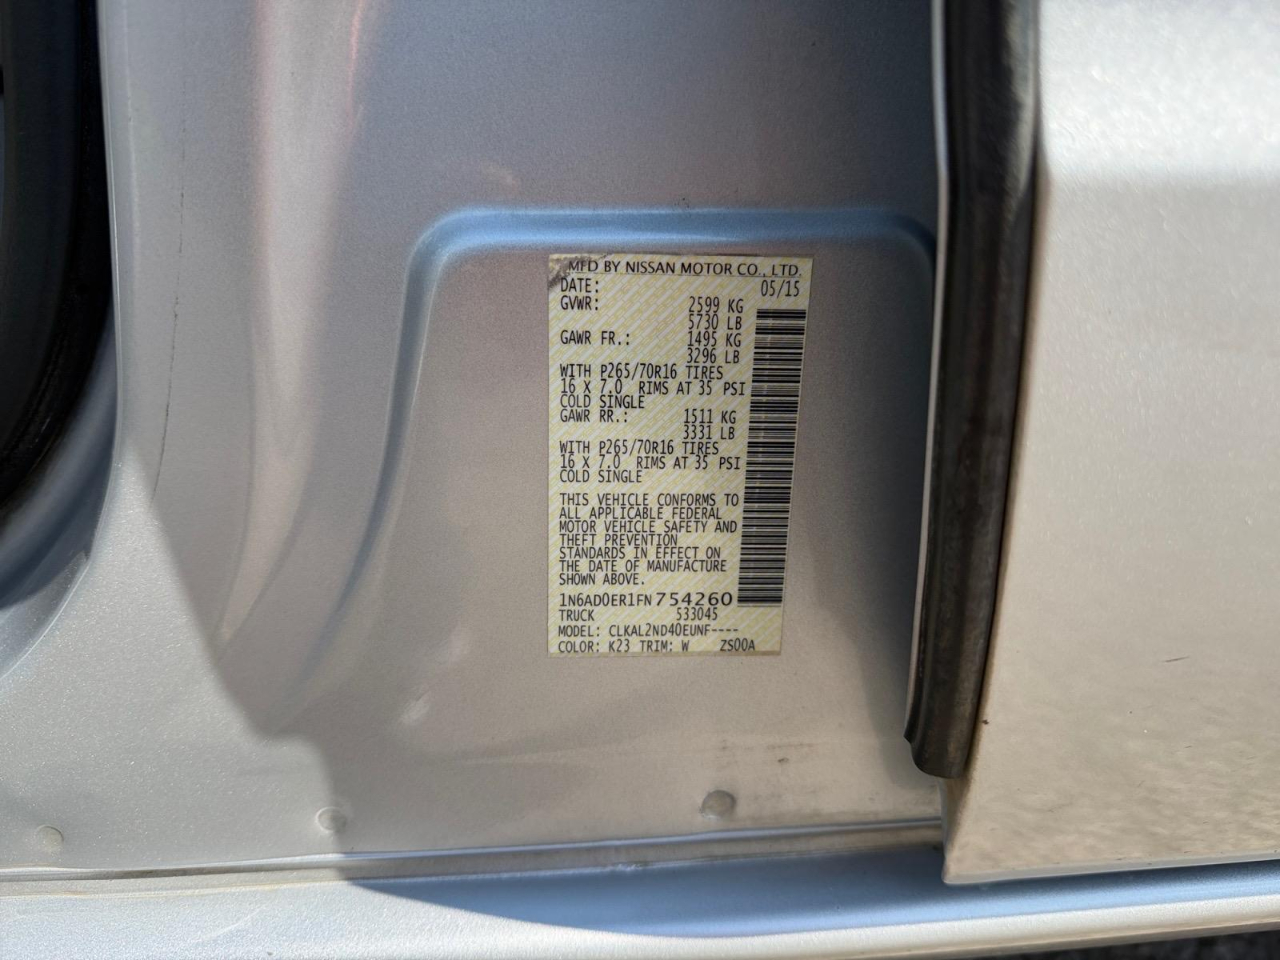 MFD BY NISSAN MOTOR CO., LTD.
DATE: 05/15
GVWR: 2599 KG
5730 LB
GAWR FR.: 1495 KG
3296 LB
WITH P265/70R16 TIRES
16 X 7.0 RIMS AT 35 PSI
COLD SINGLE
GAWR RR.: 1511 KG
3331 LB
WITH P265/70R16 TIRES
16 X 7.0 RIMS AT 35 PSI
COLD SINGLE
THIS VEHICLE CONFORMS TO
ALL APPLICABLE FEDERAL
MOTOR VEHICLE SAFETY AND
THEFT PREVENTION
STANDARDS IN EFFECT ON
THE DATE OF MANUFACTURE
SHOWN ABOVE.
1N6AD0ER1FN754260
TRUCK 533045
MODEL: CLKAL2ND40EUNF----
COLOR: K23 TRIM: W ZS00A